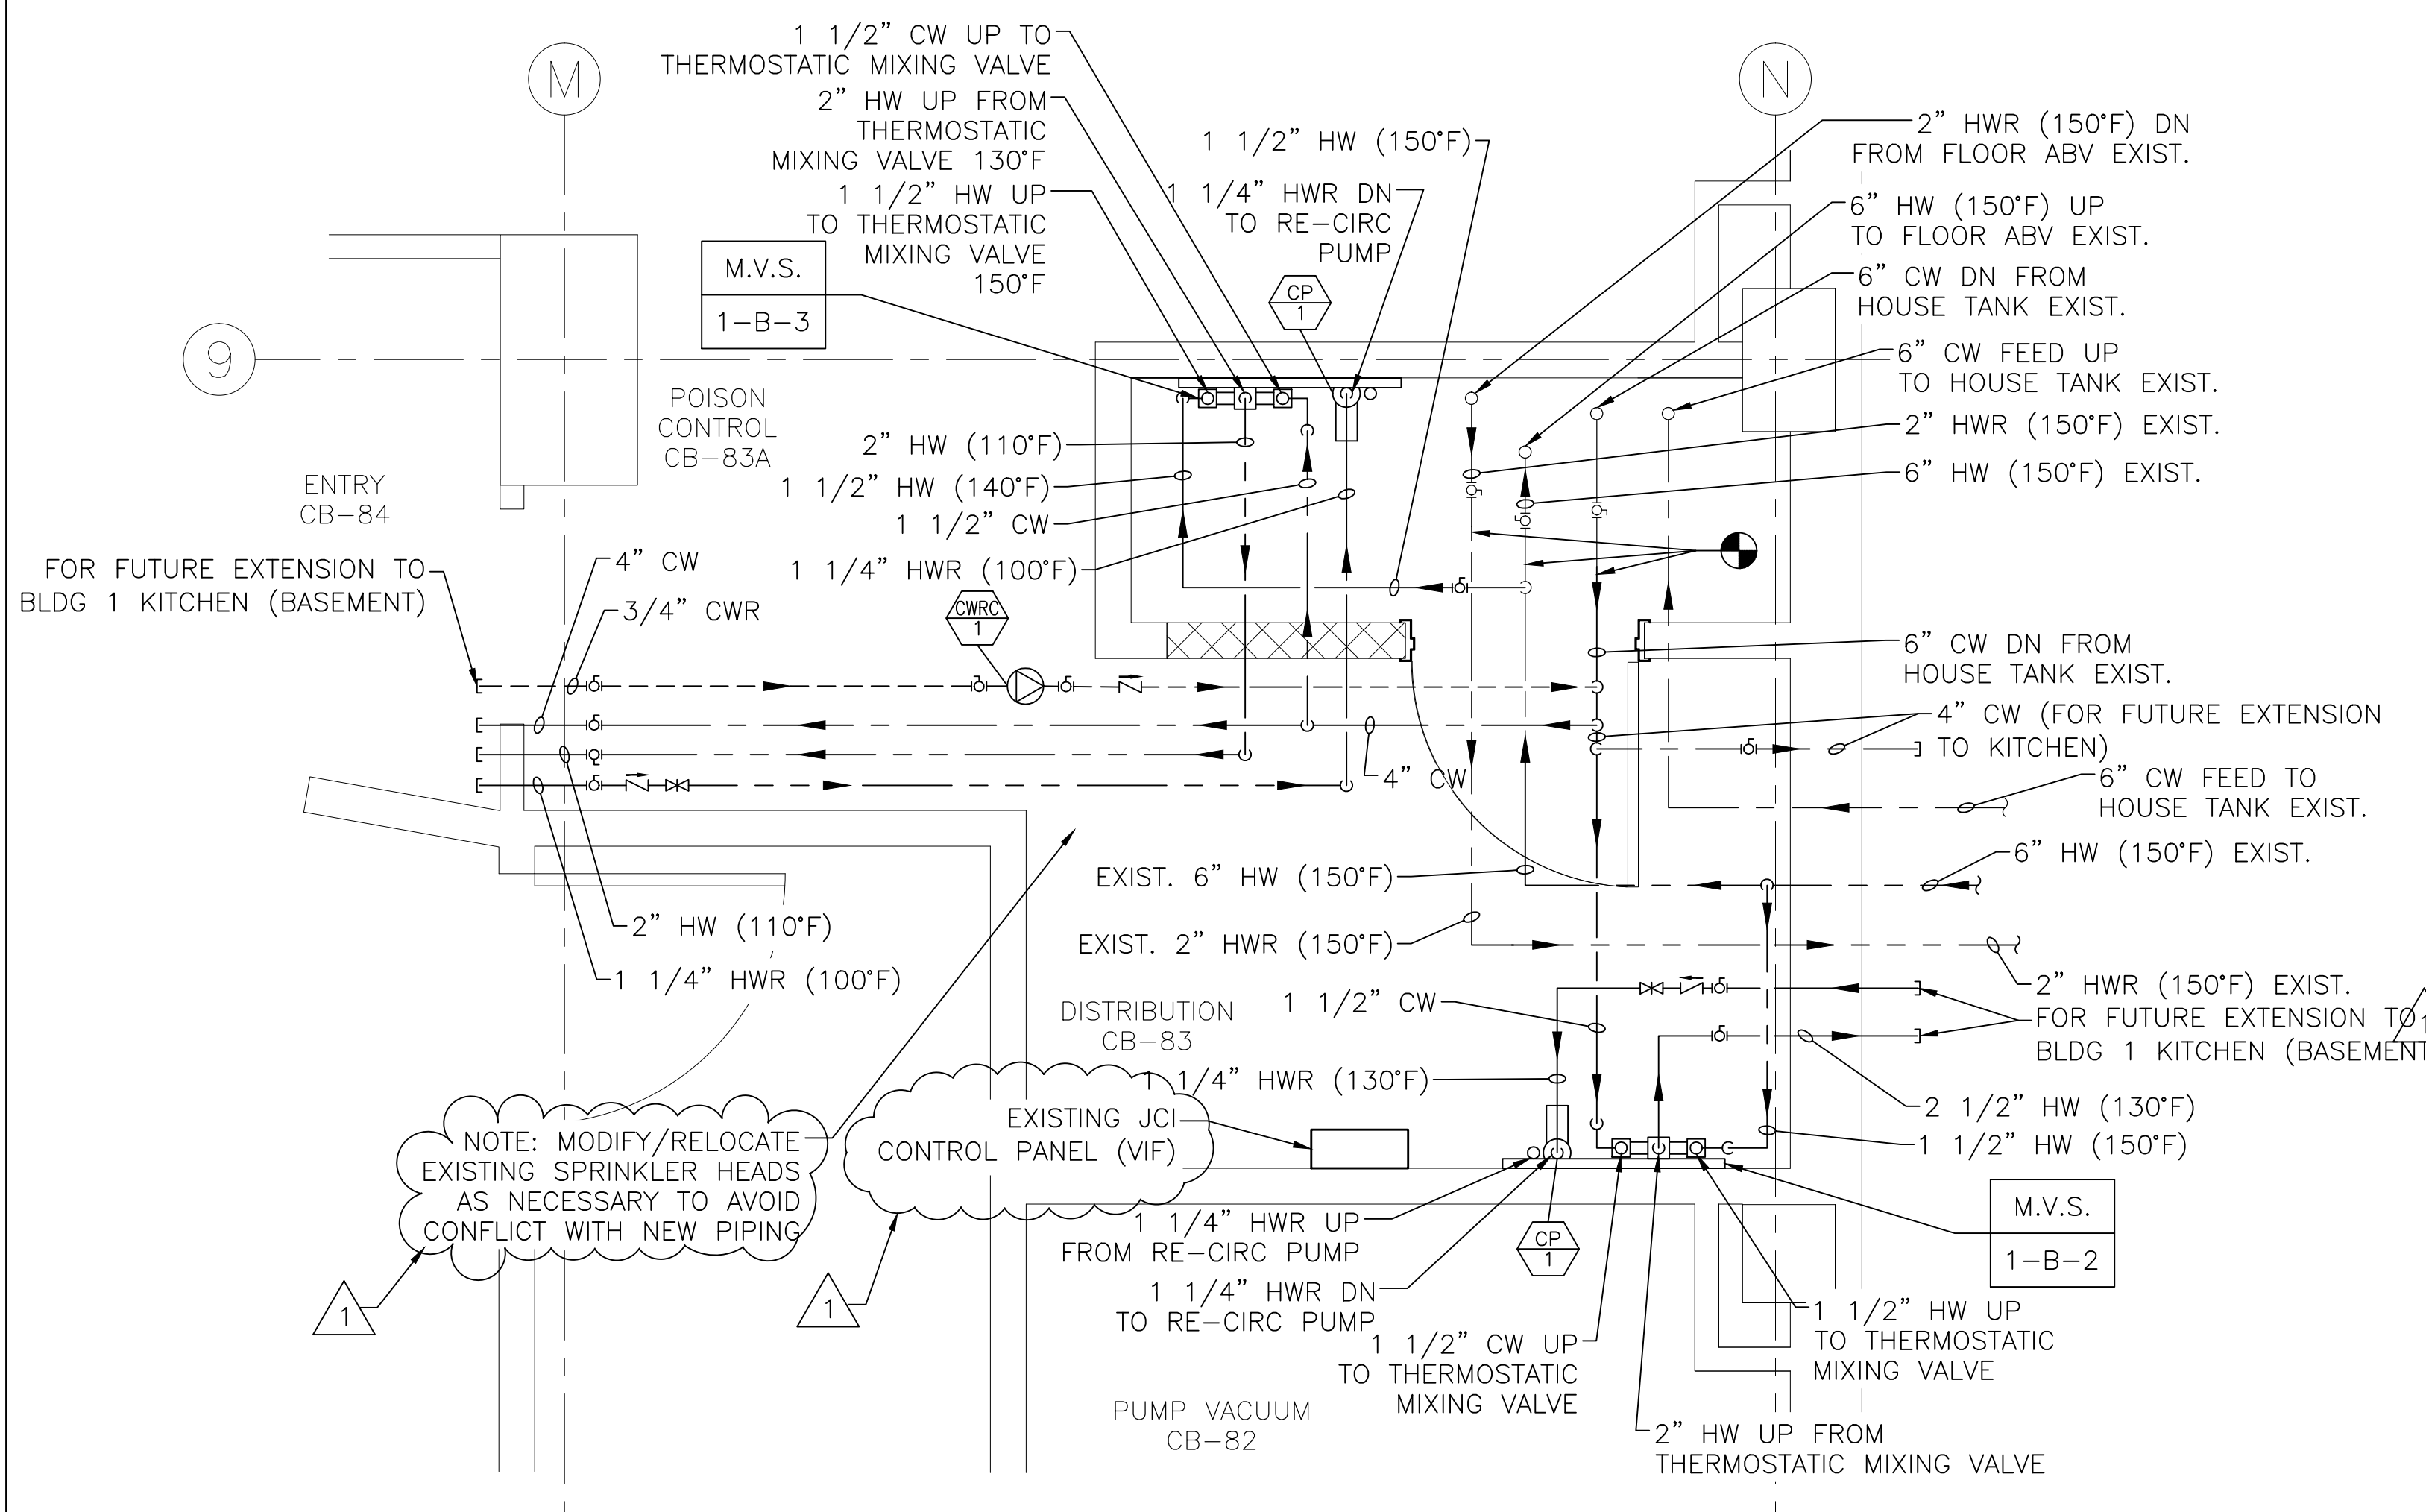 M
N
9
1 1/2" CW UP TO
THERMOSTATIC MIXING VALVE
2" HW UP FROM
THERMOSTATIC
MIXING VALVE 130°F
1 1/2" HW UP
TO THERMOSTATIC
MIXING VALVE
150°F
M.V.S.
1-B-3
1 1/2" HW (150°F)
1 1/4" HWR DN
TO RE-CIRC
PUMP
CP
1
2" HWR (150°F) DN
FROM FLOOR ABV EXIST.
6" HW (150°F) UP
TO FLOOR ABV EXIST.
6" CW DN FROM
HOUSE TANK EXIST.
6" CW FEED UP
TO HOUSE TANK EXIST.
2" HWR (150°F) EXIST.
6" HW (150°F) EXIST.
POISON
CONTROL
CB-83A
ENTRY
CB-84
2" HW (110°F)
1 1/2" HW (140°F)
1 1/2" CW
1 1/4" HWR (100°F)
FOR FUTURE EXTENSION TO
BLDG 1 KITCHEN (BASEMENT)
4" CW
3/4" CWR
CWRC
1
6" CW DN FROM
HOUSE TANK EXIST.
4" CW (FOR FUTURE EXTENSION
TO KITCHEN)
4" CW
6" CW FEED TO
HOUSE TANK EXIST.
6" HW (150°F) EXIST.
EXIST. 6" HW (150°F)
EXIST. 2" HWR (150°F)
2" HW (110°F)
1 1/4" HWR (100°F)
DISTRIBUTION
CB-83
1 1/2" CW
2" HWR (150°F) EXIST.
FOR FUTURE EXTENSION TO
BLDG 1 KITCHEN (BASEMENT
1
1 1/4" HWR (130°F)
2 1/2" HW (130°F)
1 1/2" HW (150°F)
EXISTING JCI
CONTROL PANEL (VIF)
NOTE: MODIFY/RELOCATE
EXISTING SPRINKLER HEADS
AS NECESSARY TO AVOID
CONFLICT WITH NEW PIPING
1
1
1 1/4" HWR UP
FROM RE-CIRC PUMP
1 1/4" HWR DN
TO RE-CIRC PUMP
CP
1
M.V.S.
1-B-2
1 1/2" CW UP
TO THERMOSTATIC
MIXING VALVE
1 1/2" HW UP
TO THERMOSTATIC
MIXING VALVE
2" HW UP FROM
THERMOSTATIC MIXING VALVE
PUMP VACUUM
CB-82